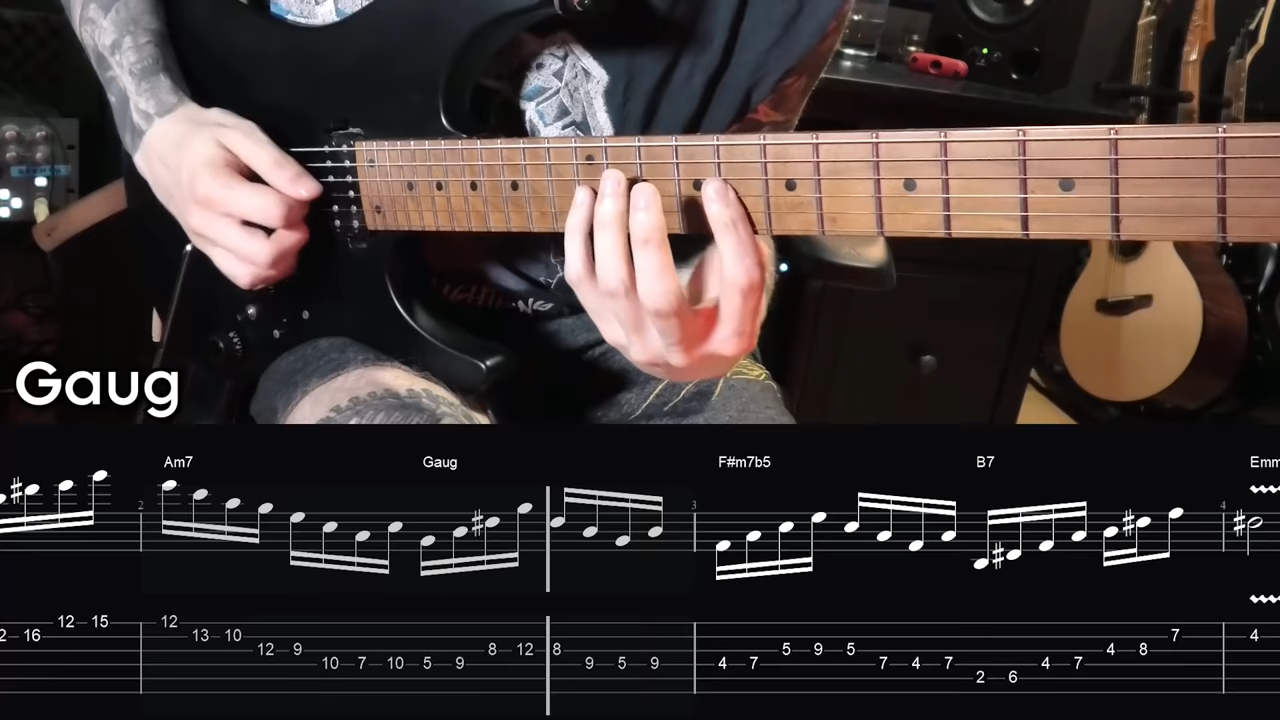 LIGHTNING
Gaug
Am7 Gaug F#m7b5 B7 Emm
2 3 4
12 15 12
2 16 13 10 7 4
12 9 8 12 8 5 9 5 4 8
10 7 10 5 9 9 5 9 4 7 7 4 7 4 7
2 6